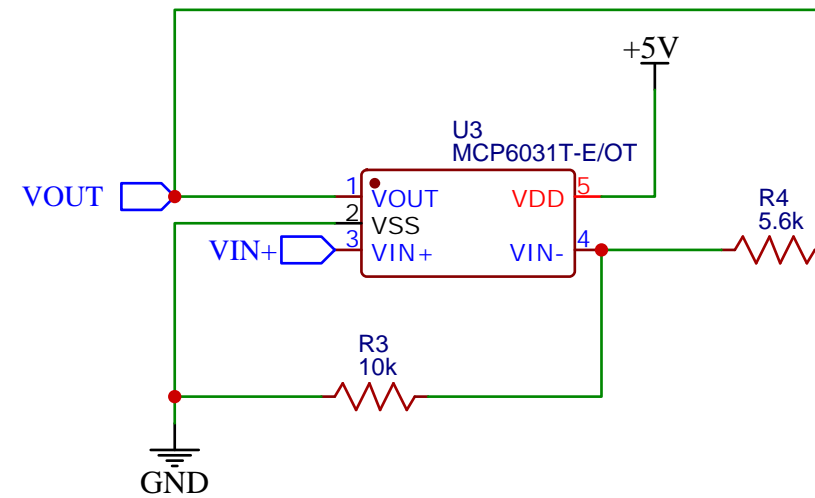 +5V
U3
MCP6031T-E/OT
VOUT
1
VOUT
VDD
5
2
VSS
VIN+
3
VIN+
VIN-
4
R4
5.6k
R3
10k
GND